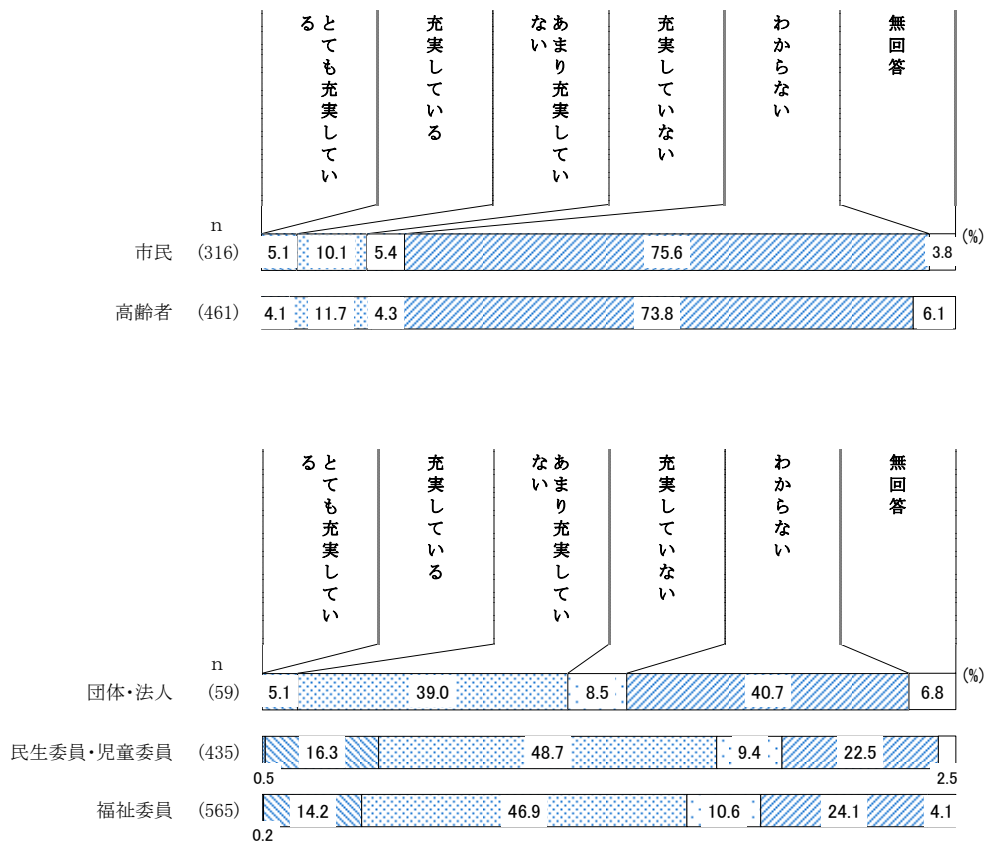 とても充実してい
る
充実している
あまり充実してい
ない
充実していない
わからない
無回答
n
(%)
市民 (316) 5.1 10.1 5.4 75.6 3.8
高齢者 (461) 4.1 11.7 4.3 73.8 6.1
とても充実してい
る
充実している
あまり充実してい
ない
充実していない
わからない
無回答
n
(%)
団体・法人 (59) 5.1 39.0 8.5 40.7 6.8
民生委員・児童委員 (435) 16.3 48.7 9.4 22.5
0.5 2.5
福祉委員 (565) 14.2 46.9 10.6 24.1 4.1
0.2